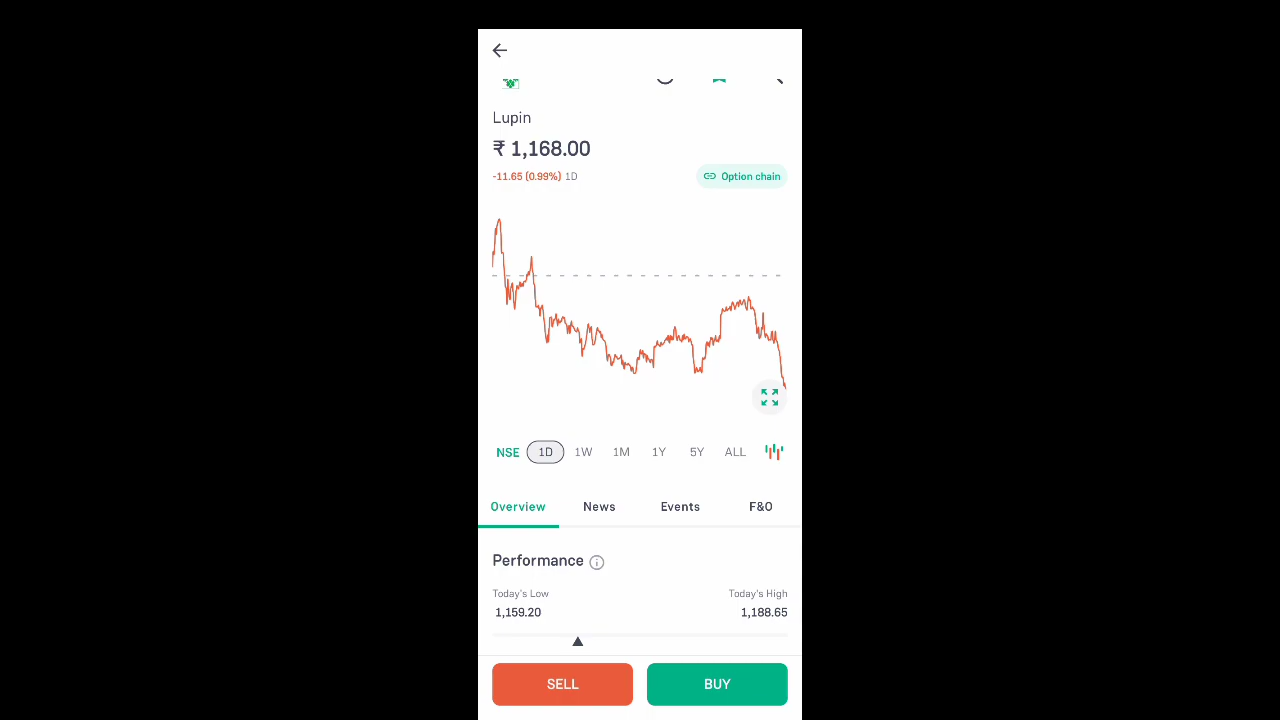 Lupin
₹ 1,168.00
-11.65 (0.99%) 1D
Option chain
NSE 1D 1W 1M 1Y 5Y ALL
Overview News Events F&O
Performance
Today's Low Today's High
1,159.20 1,188.65
SELL BUY